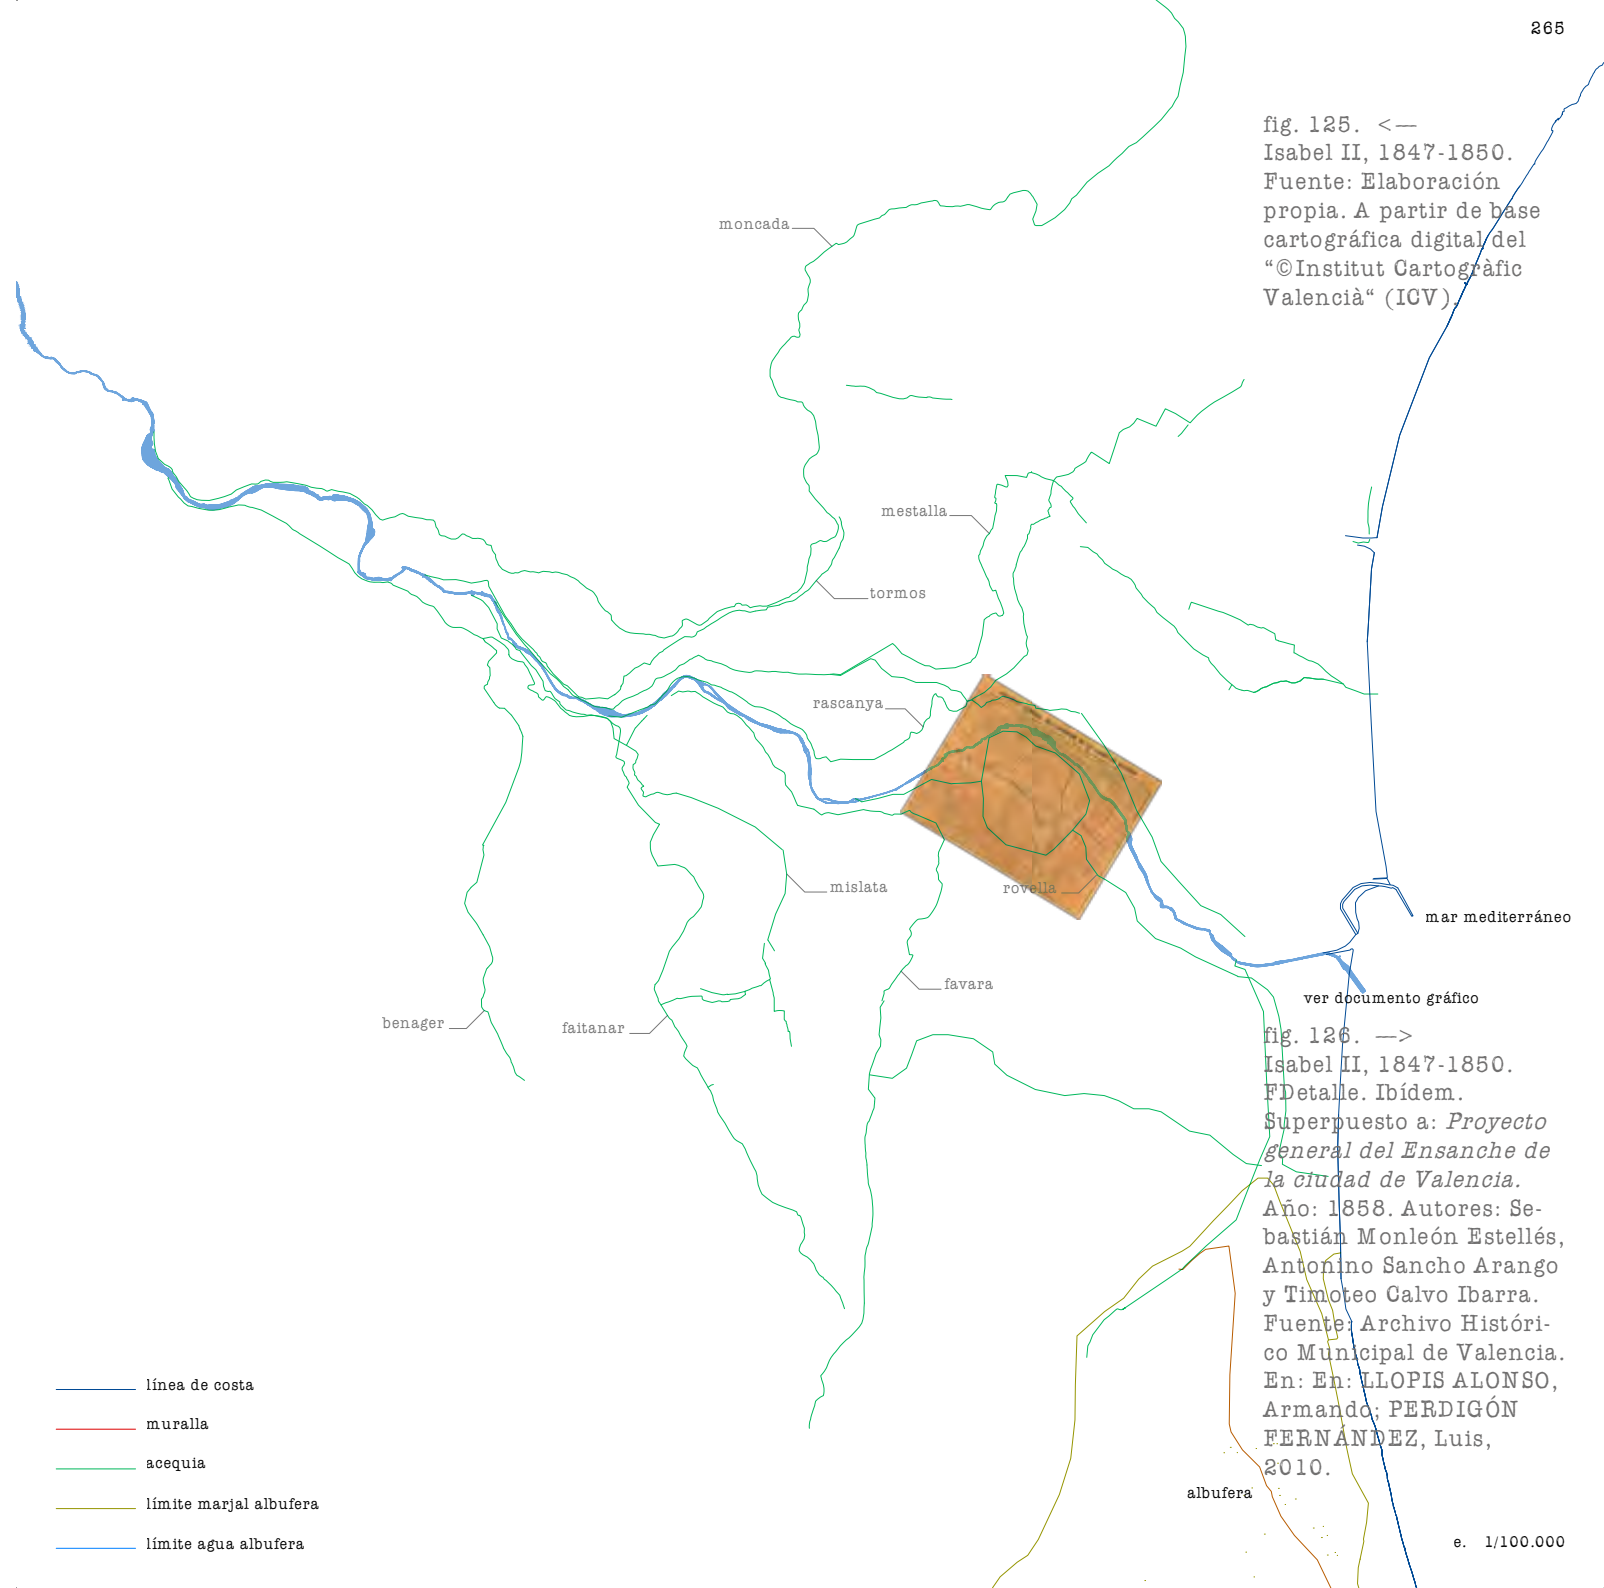 265
fig. 125. <—
Isabel II, 1847-1850.
Fuente: Elaboración
propia. A partir de base
cartográfica digital del
“©Institut Cartogràfic
Valencià“ (ICV).
moncada
mestalla
tormos
rascanya
mislata
rovella
mar mediterráneo
favara
ver documento gráfico
benager
faitanar
fig. 126. —>
Isabel II, 1847-1850.
FDetalle. Ibídem.
Superpuesto a: Proyecto
general del Ensanche de
la ciudad de Valencia.
Año: 1858. Autores: Se-
bastián Monleón Estellés,
Antonino Sancho Arango
y Timoteo Calvo Ibarra.
Fuente: Archivo Históri-
co Municipal de Valencia.
En: En: LLOPIS ALONSO,
Armando; PERDIGÓN
FERNÁNDEZ, Luis,
2010.
línea de costa
muralla
acequia
límite marjal albufera
límite agua albufera
albufera
e. 1/100.000